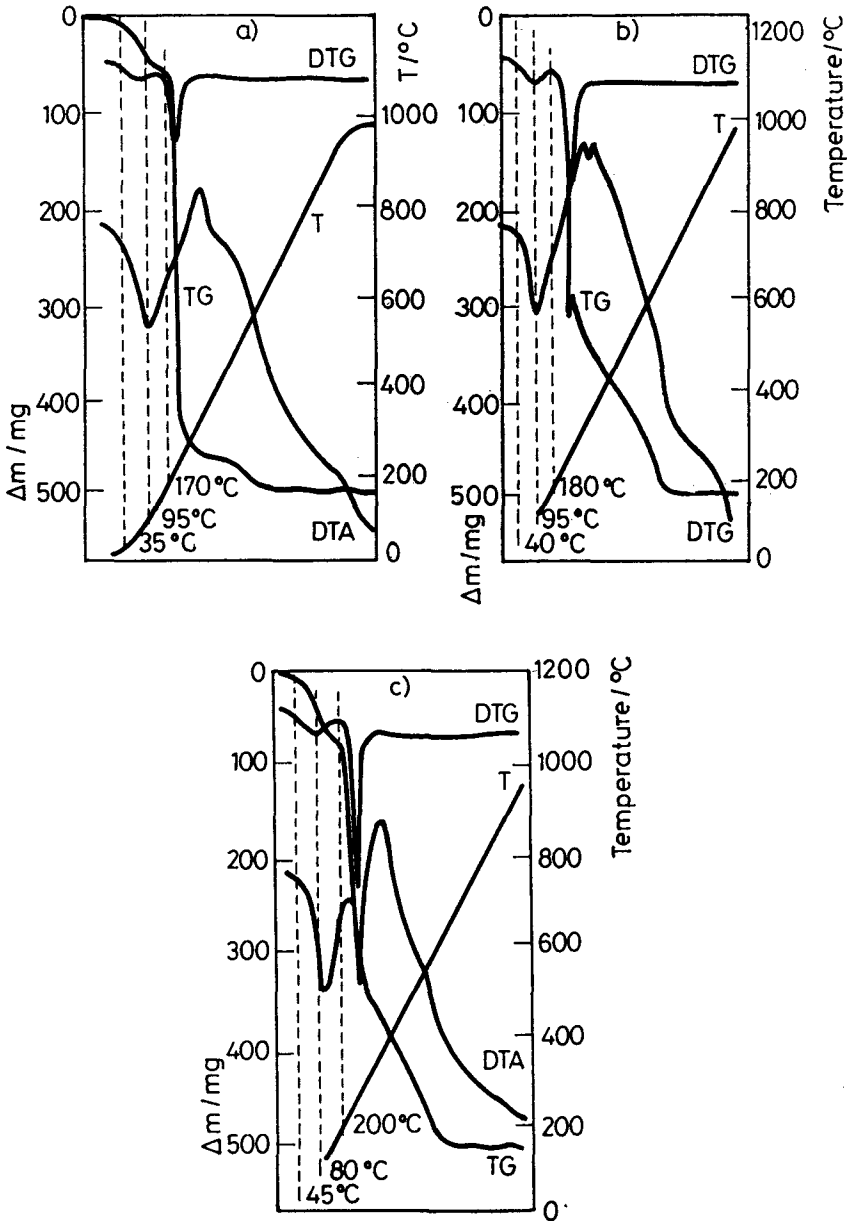 a)
0
100
200
300
400
500
Δm/mg
DTG
T/°C
1000
800
600
400
200
0
T
TG
170°C
95°C
35°C
DTA
b)
0
100
200
300
400
500
Δm/mg
DTG
1200
1000
800
600
400
200
0
Temperature/°C
T
TG
180°C
95°C
40°C
DTG
c)
0
100
200
300
400
500
Δm/mg
DTG
1200
1000
800
600
400
200
0
Temperature/°C
T
DTA
200°C
80°C
45°C
TG